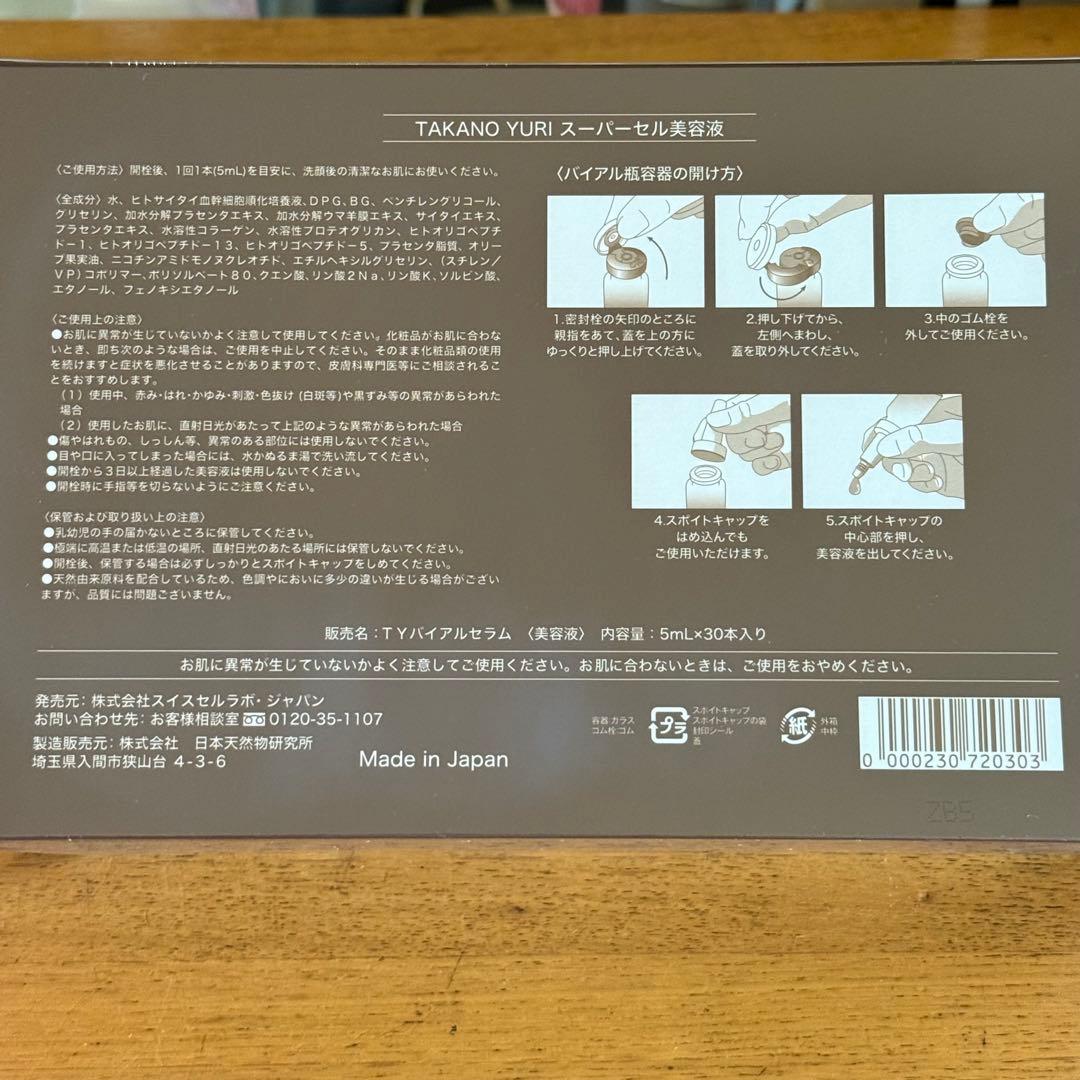 TAKANO YURI スーパーセル美容液
〈ご使用方法〉開栓後、1回1本(5mL)を目安に、洗顔後の清潔なお肌にお使いください。
〈全成分〉水、ヒトサイタイ血幹細胞順化培養液、DPG、BG、ペンチレングリコール、
グリセリン、加水分解プラセンタエキス、加水分解ウマ羊膜エキス、サイタイエキス、
プラセンタエキス、水溶性コラーゲン、水溶性プロテオグリカン、ヒトオリゴペプチ
ド－1、ヒトオリゴペプチド－13、ヒトオリゴペプチド－5、プラセンタ脂質、オリー
ブ果実油、ニコチンアミドモノヌクレオチド、エチルヘキシルグリセリン、(スチレン／
VP)コポリマー、ポリソルベート80、クエン酸、リン酸2Na、リン酸K、ソルビン酸、
エタノール、フェノキシエタノール
〈ご使用上の注意〉
●お肌に異常が生じていないかよく注意して使用してください。化粧品がお肌に合わな
いとき、即ち次のような場合は、ご使用を中止してください。そのまま化粧品類の使用
を続けますと症状を悪化させることがありますので、皮膚科専門医等にご相談されるこ
とをおすすめします。
（1）使用中、赤み・はれ・かゆみ・刺激・色抜け(白斑等)や黒ずみ等の異常があらわれた
場合
（2）使用したお肌に、直射日光があたって上記のような異常があらわれた場合
●傷やはれもの、しっしん等、異常のある部位には使用しないでください。
●目や口に入ってしまった場合には、水かぬるま湯で洗い流してください。
●開栓から3日以上経過した美容液は使用しないでください。
●開栓時に手指等を切らないようにご注意ください。
〈保管および取り扱い上の注意〉
●乳幼児の手の届かないところに保管してください。
●極端に高温または低温の場所、直射日光のあたる場所には保管しないでください。
●開栓後、保管する場合は必ずしっかりとスポイトキャップをしめてください。
●天然由来原料を配合しているため、色調やにおいに多少の違いが生じる場合がござい
ますが、品質には問題ございません。
〈バイアル瓶容器の開け方〉
1.密封栓の矢印のところに
親指をあて、蓋を上の方に
ゆっくりと押し上げてください。
2.押し下げてから、
左側へまわし、
蓋を取り外してください。
3.中のゴム栓を
外してご使用ください。
4.スポイトキャップを
はめ込んでも
ご使用いただけます。
5.スポイトキャップの
中心部を押し、
美容液を出してください。
販売名：TYバイアルセラム 〈美容液〉 内容量：5mL×30本入り
お肌に異常が生じていないかよく注意してご使用ください。お肌に合わないときは、ご使用をおやめください。
発売元：株式会社スイスセルラボ・ジャパン
お問い合わせ先：お客様相談室 0120-35-1107
製造販売元：株式会社 日本天然物研究所
埼玉県入間市狭山台 4-3-6
Made in Japan
容器:ガラス
ゴム栓:ゴム
プラ
スポイトキャップ
スポイトキャップの袋
封印シール
蓋
紙
外箱
中枠
0 000230 720303
ZB5